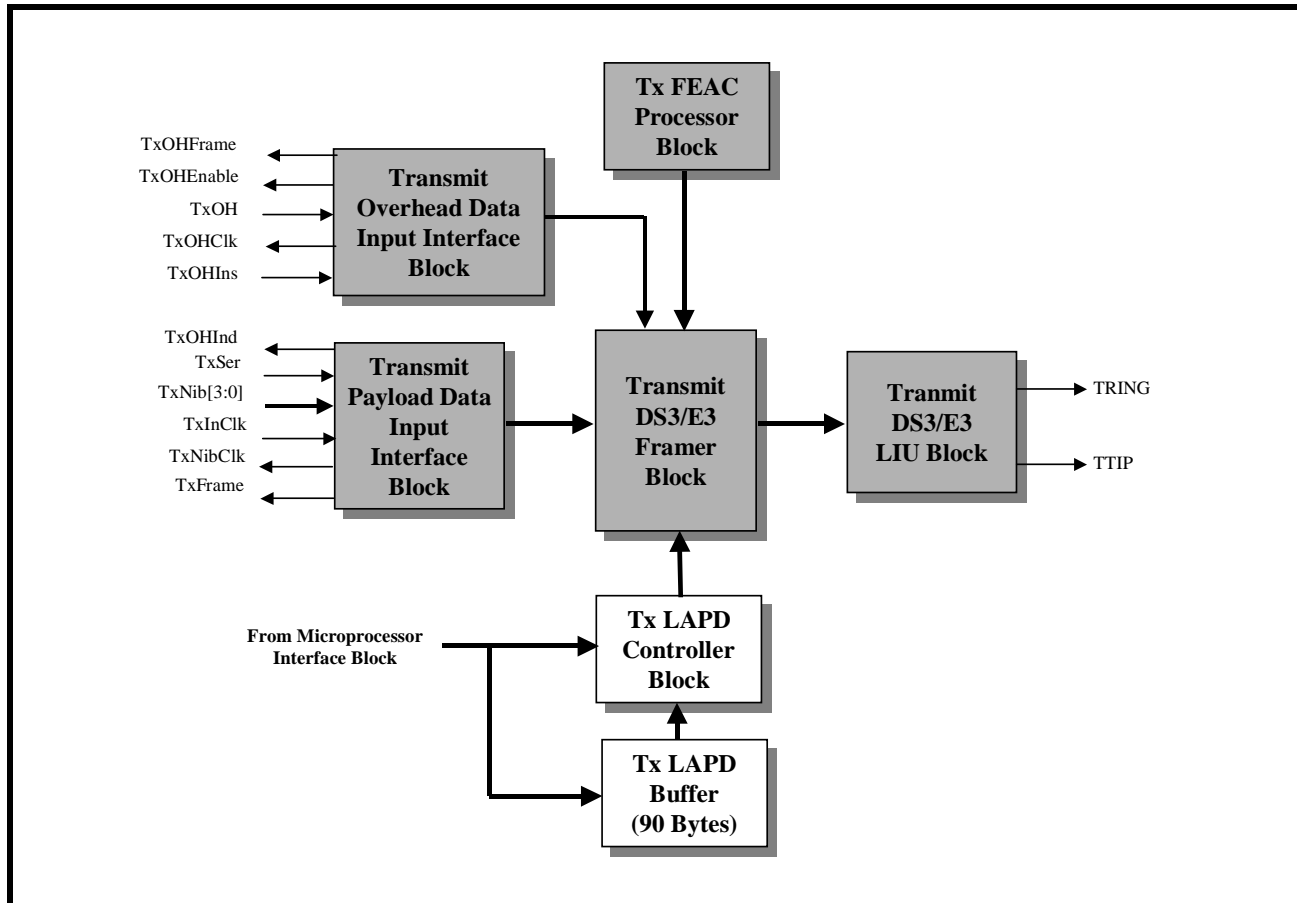 Tx FEAC
Processor
Block
TxOHFrame
TxOHEnable
TxOH
TxOHClk
TxOHIns
Transmit
Overhead Data
Input Interface
Block
TxOHInd
TxSer
TxNib[3:0]
TxInClk
TxNibClk
TxFrame
Transmit
Payload Data
Input
Interface
Block
Transmit
DS3/E3
Framer
Block
Tranmit
DS3/E3
LIU Block
TRING
TTIP
From Microprocessor
Interface Block
Tx LAPD
Controller
Block
Tx LAPD
Buffer
(90 Bytes)